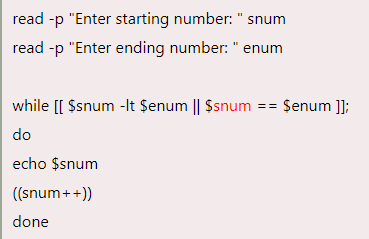 read -p "Enter starting number: " snum
read -p "Enter ending number: " enum
while [[ $snum -lt $enum || $snum == $enum ]];
do
echo $snum
((snum++))
done